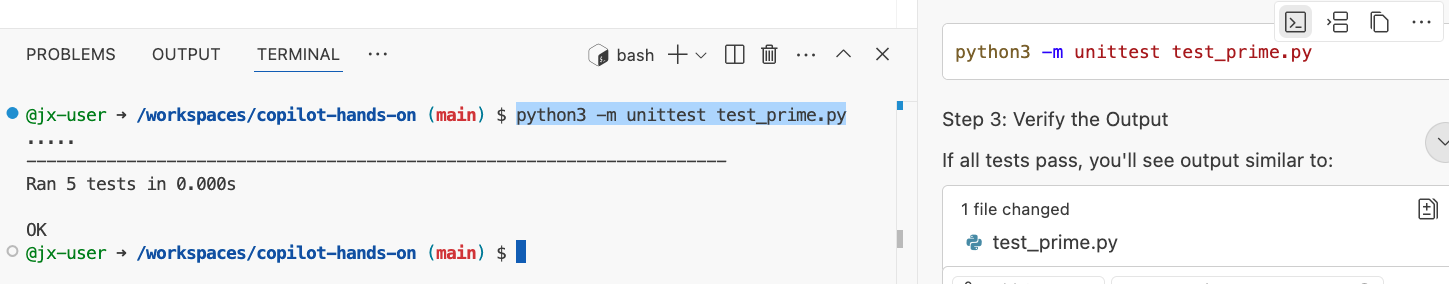 PROBLEMS OUTPUT TERMINAL ···
bash
@jx-user → /workspaces/copilot-hands-on (main) $ python3 -m unittest test_prime.py
.....
----------------------------------------------------------------------
Ran 5 tests in 0.000s
OK
@jx-user → /workspaces/copilot-hands-on (main) $
python3 -m unittest test_prime.py
Step 3: Verify the Output
If all tests pass, you'll see output similar to:
1 file changed
test_prime.py